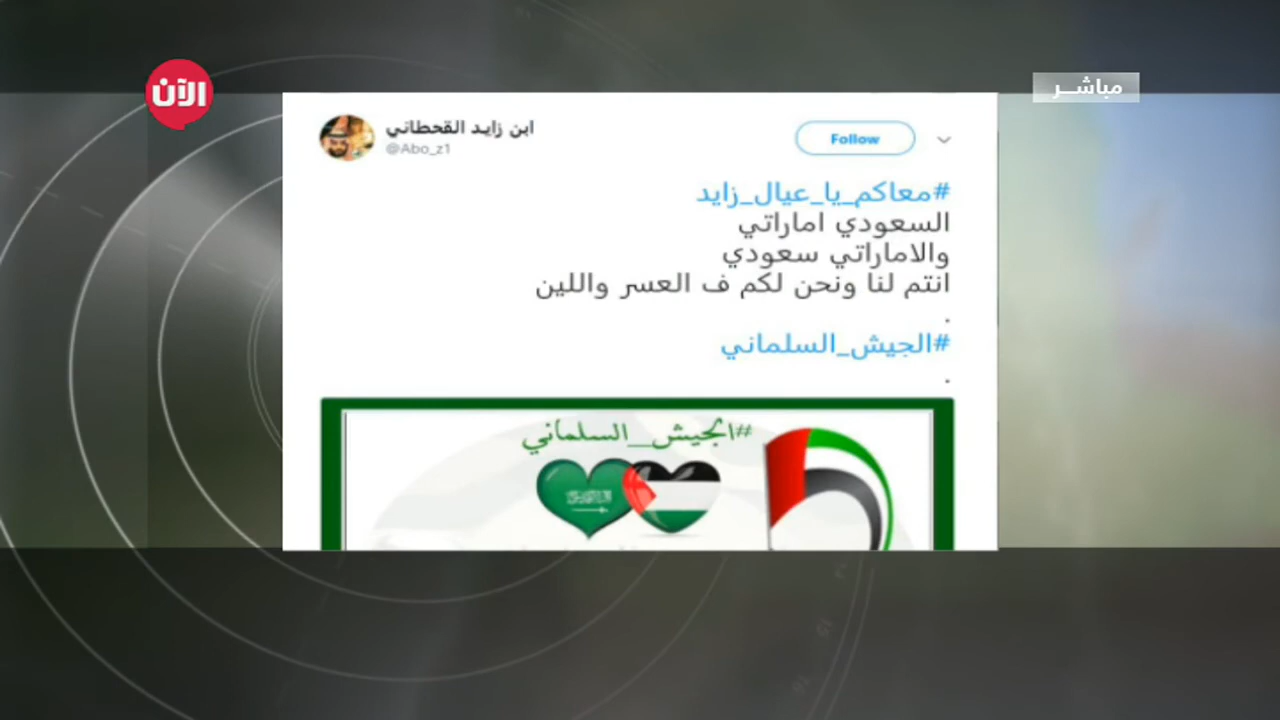 الآن
مباشر
ابن زايد القحطاني
@Abo_z1
Follow
#معاكم_يا_عيال_زايد
السعودي اماراتي
والاماراتي سعودي
انتم لنا ونحن لكم ف العسر واللين
.
#الجيش_السلماني
.
#الجيش_السلماني